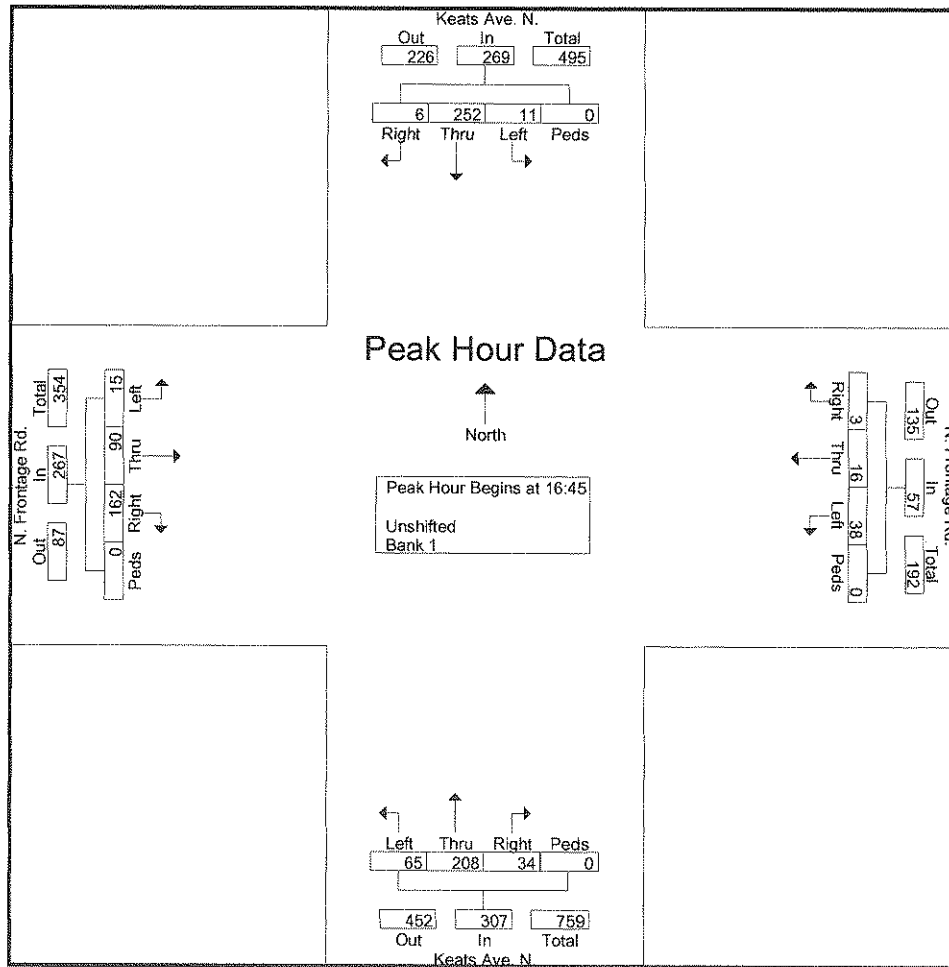 Keats Ave. N.
Out In Total
226 269 495
6 252 11 0
Right Thru Left Peds
Peak Hour Data
North
Peak Hour Begins at 16:45
Unshifted
Bank 1
N. Frontage Rd.
Out In Total
87 267 354
15 90 162 0
Left Thru Right Peds
Right Thru Left Peds
3 16 38 0
Out In Total
135 57 192
Left Thru Right Peds
65 208 34 0
452 307 759
Out In Total
Keats Ave. N